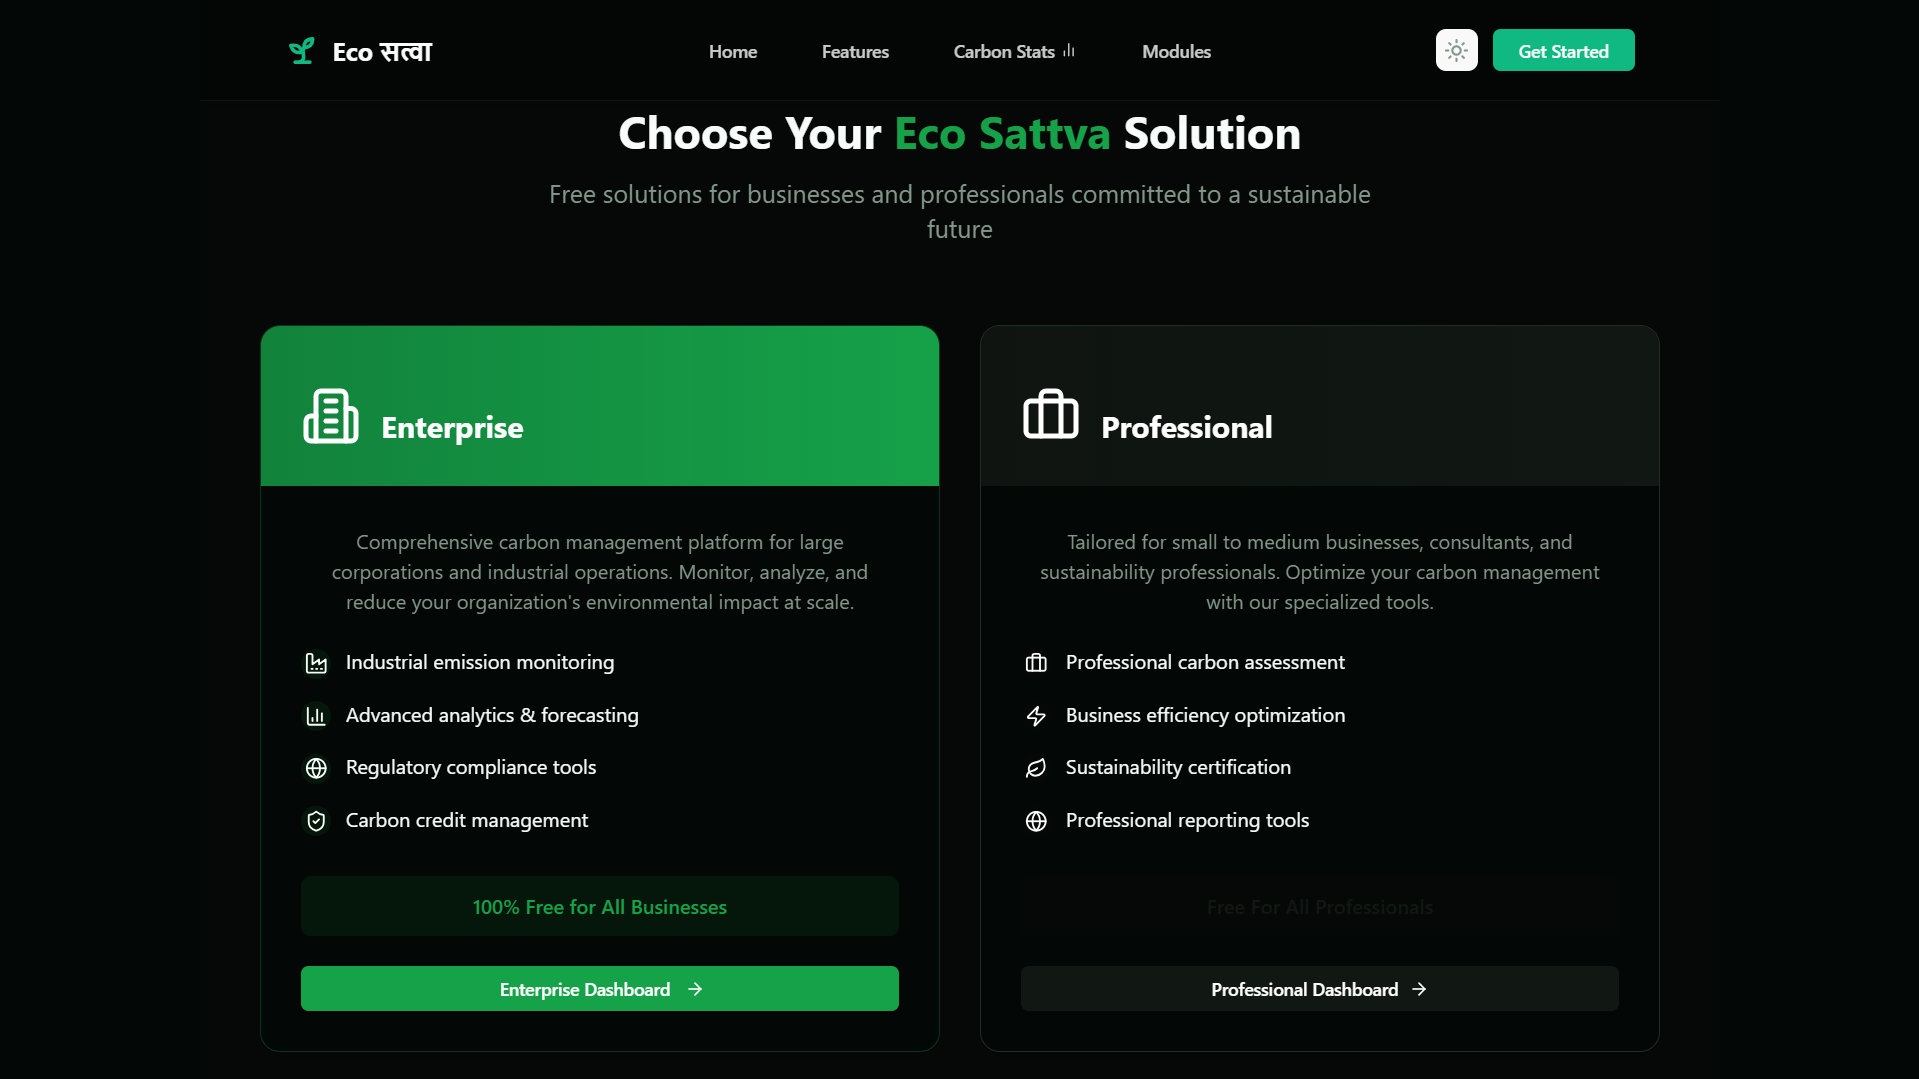 Eco सत्वा
Home
Features
Carbon Stats
Modules
Get Started
Choose Your Eco Sattva Solution
Free solutions for businesses and professionals committed to a sustainable
future
Enterprise
Comprehensive carbon management platform for large
corporations and industrial operations. Monitor, analyze, and
reduce your organization's environmental impact at scale.
Industrial emission monitoring
Advanced analytics & forecasting
Regulatory compliance tools
Carbon credit management
100% Free for All Businesses
Enterprise Dashboard
Professional
Tailored for small to medium businesses, consultants, and
sustainability professionals. Optimize your carbon management
with our specialized tools.
Professional carbon assessment
Business efficiency optimization
Sustainability certification
Professional reporting tools
Free For All Professionals
Professional Dashboard